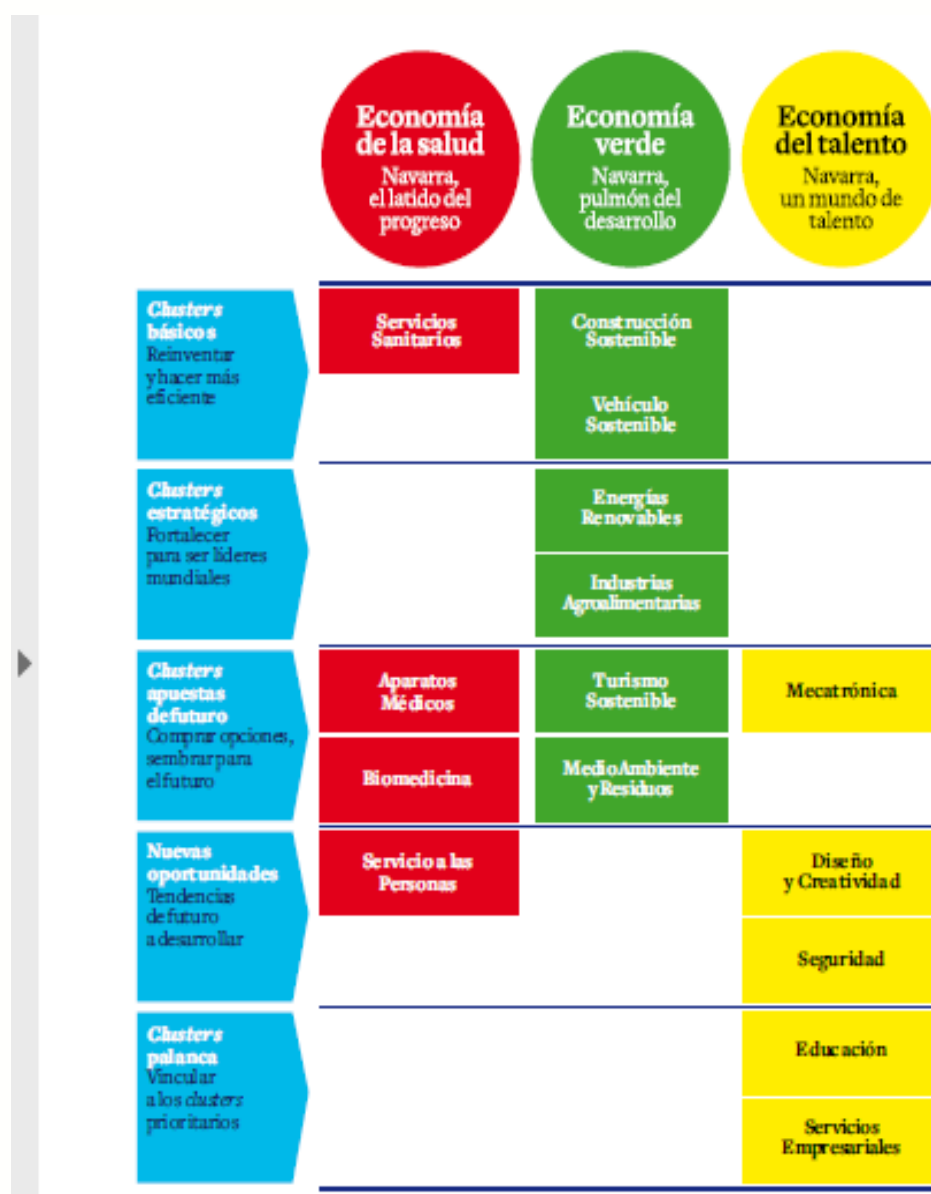 Economía
de la salud
Navarra,
el latido del
progreso
Economía
verde
Navarra,
pulmón del
desarrollo
Economía
del talento
Navarra,
un mundo de
talento
Clusters
básicos
Reinventar
y hacer más
eficiente
Servicios
Sanitarios
Construcción
Sostenible
Vehículo
Sostenible
Clusters
estratégicos
Fortalecer
para ser líderes
mundiales
Energías
Renovables
Industrias
Agroalimentarias
Clusters
apuestas
de futuro
Comprar opciones,
sembrar para
el futuro
Aparatos
Médicos
Turismo
Sostenible
Mecatrónica
Biomedicina
Medio Ambiente
y Residuos
Nuevas
oportunidades
Tendencias
de futuro
a desarrollar
Servicio a las
Personas
Diseño
y Creatividad
Seguridad
Clusters
palanca
Vincular
a los clusters
prioritarios
Educación
Servicios
Empresariales